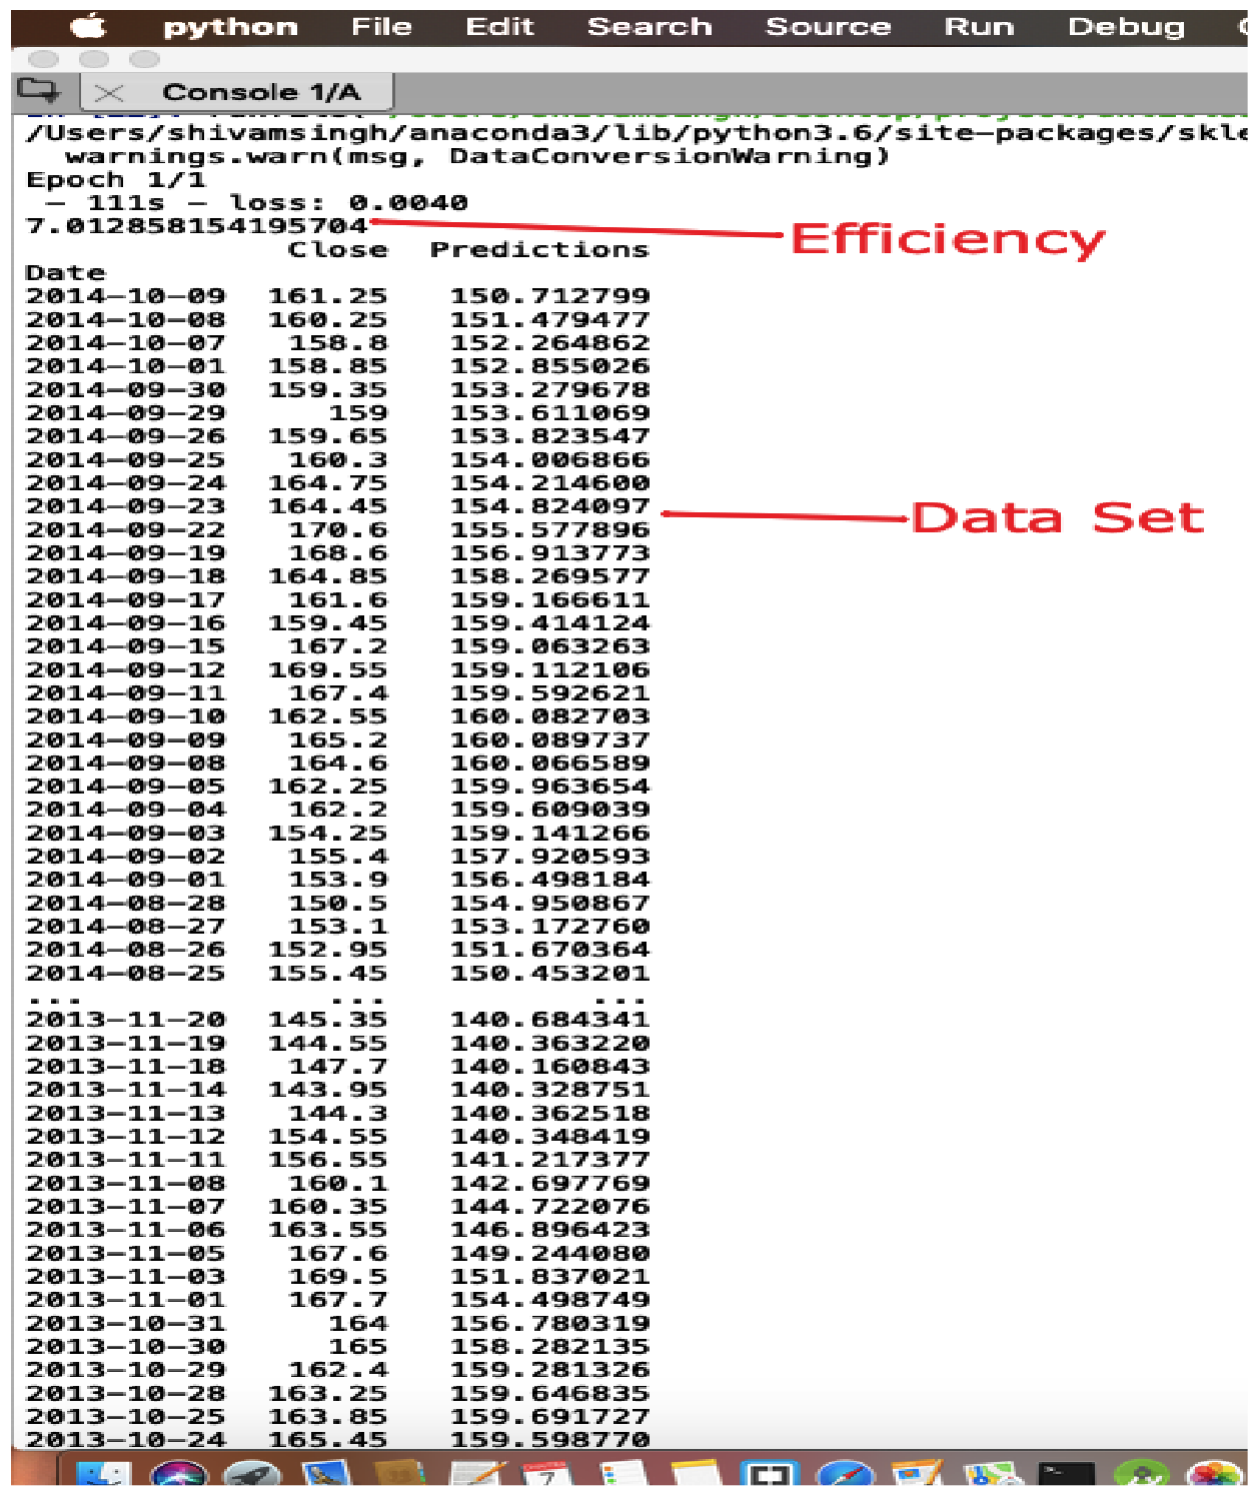 python File Edit Search Source Run Debug
Console 1/A
/Users/shivamsingh/anaconda3/lib/python3.6/site-packages/skle
warnings.warn(msg, DataConversionWarning)
Epoch 1/1
- 111s - loss: 0.0040
7.012858154195704
Efficiency
Close Predictions
Date
2014-10-09 161.25 150.712799
2014-10-08 160.25 151.479477
2014-10-07 158.8 152.264862
2014-10-01 158.85 152.855026
2014-09-30 159.35 153.279678
2014-09-29 159 153.611069
2014-09-26 159.65 153.823547
2014-09-25 160.3 154.006866
2014-09-24 164.75 154.214600
2014-09-23 164.45 154.824097
Data Set
2014-09-22 170.6 155.577896
2014-09-19 168.6 156.913773
2014-09-18 164.85 158.269577
2014-09-17 161.6 159.166611
2014-09-16 159.45 159.414124
2014-09-15 167.2 159.063263
2014-09-12 169.55 159.112106
2014-09-11 167.4 159.592621
2014-09-10 162.55 160.082703
2014-09-09 165.2 160.089737
2014-09-08 164.6 160.066589
2014-09-05 162.25 159.963654
2014-09-04 162.2 159.609039
2014-09-03 154.25 159.141266
2014-09-02 155.4 157.920593
2014-09-01 153.9 156.498184
2014-08-28 150.5 154.950867
2014-08-27 153.1 153.172760
2014-08-26 152.95 151.670364
2014-08-25 155.45 150.453201
... ... ...
2013-11-20 145.35 140.684341
2013-11-19 144.55 140.363220
2013-11-18 147.7 140.160843
2013-11-14 143.95 140.328751
2013-11-13 144.3 140.362518
2013-11-12 154.55 140.348419
2013-11-11 156.55 141.217377
2013-11-08 160.1 142.697769
2013-11-07 160.35 144.722076
2013-11-06 163.55 146.896423
2013-11-05 167.6 149.244080
2013-11-03 169.5 151.837021
2013-11-01 167.7 154.498749
2013-10-31 164 156.780319
2013-10-30 165 158.282135
2013-10-29 162.4 159.281326
2013-10-28 163.25 159.646835
2013-10-25 163.85 159.691727
2013-10-24 165.45 159.598770
7